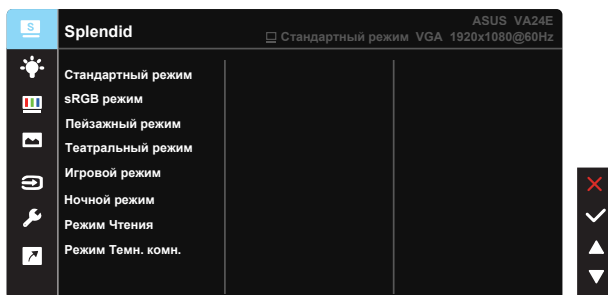 S
Splendid
ASUS VA24E
Стандартный режим VGA 1920x1080@60Hz
Стандартный режим
sRGB режим
Пейзажный режим
Театральный режим
Игровой режим
Ночной режим
Режим Чтения
Режим Темн. комн.